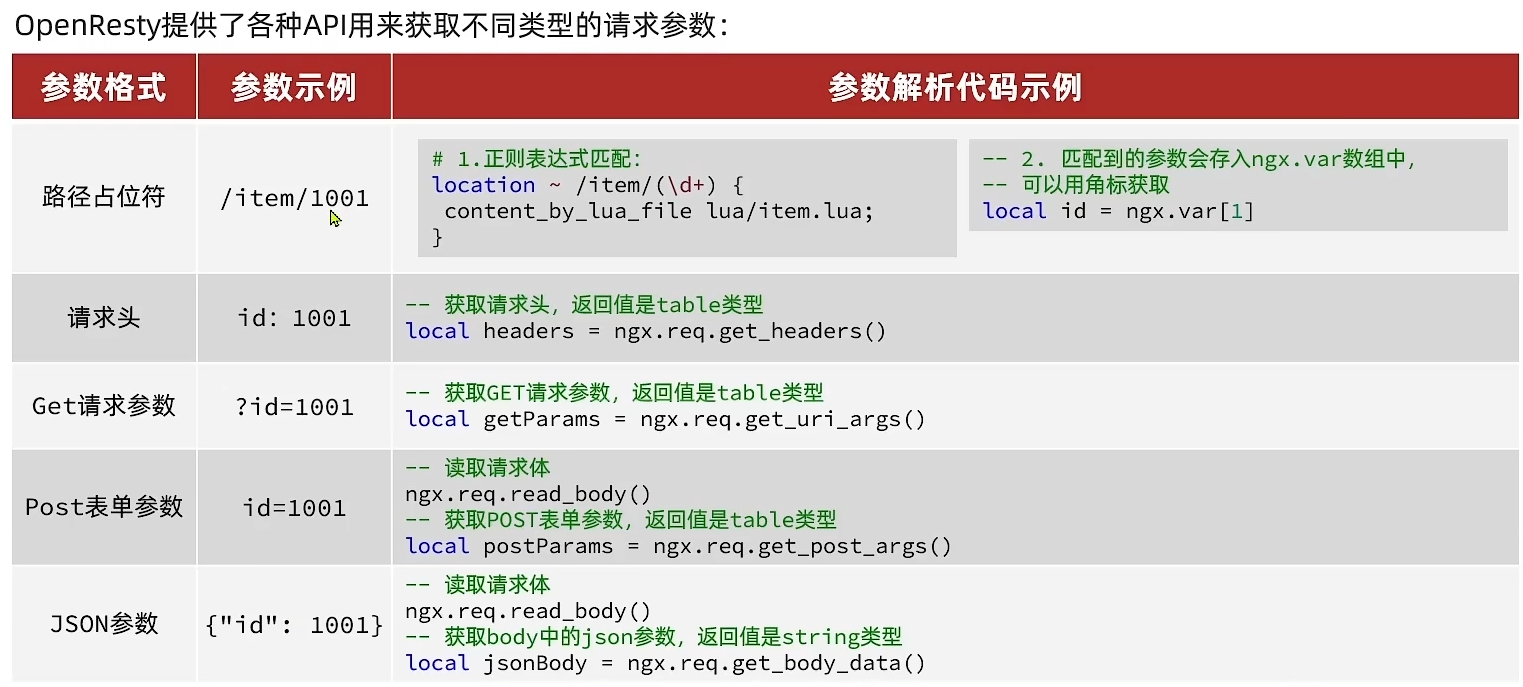 OpenResty提供了各种API用来获取不同类型的请求参数：
参数格式
参数示例
参数解析代码示例
路径占位符
/item/1001
# 1.正则表达式匹配：
location ~ /item/(\d+) {
 content_by_lua_file lua/item.lua;
}
-- 2. 匹配到的参数会存入ngx.var数组中，
-- 可以用角标获取
local id = ngx.var[1]
请求头
id: 1001
-- 获取请求头，返回值是table类型
local headers = ngx.req.get_headers()
Get请求参数
?id=1001
-- 获取GET请求参数，返回值是table类型
local getParams = ngx.req.get_uri_args()
Post表单参数
id=1001
-- 读取请求体
ngx.req.read_body()
-- 获取POST表单参数，返回值是table类型
local postParams = ngx.req.get_post_args()
JSON参数
{"id": 1001}
-- 读取请求体
ngx.req.read_body()
-- 获取body中的json参数，返回值是string类型
local jsonBody = ngx.req.get_body_data()